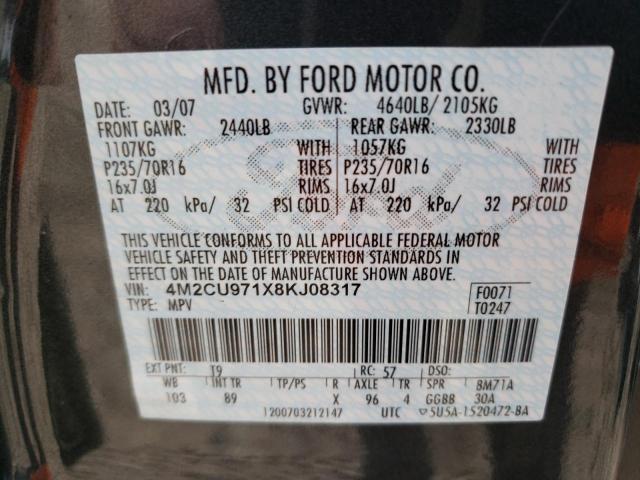 MFD. BY FORD MOTOR CO.
DATE: 03/07 GVWR: 4640LB/ 2105KG
FRONT GAWR: 2440LB REAR GAWR: 2330LB
1107KG WITH 1057KG WITH
P235/70R16 TIRES P235/70R16 TIRES
16x7.0J RIMS 16x7.0J RIMS
AT 220 kPa/ 32 PSI COLD AT 220 kPa/ 32 PSI COLD
THIS VEHICLE CONFORMS TO ALL APPLICABLE FEDERAL MOTOR
VEHICLE SAFETY AND THEFT PREVENTION STANDARDS IN
EFFECT ON THE DATE OF MANUFACTURE SHOWN ABOVE.
VIN: 4M2CU971X8KJ08317 F0071
TYPE: MPV T0247
EXT PNT: T9 RC: 57 DSO:
WB INT TR TP/PS R AXLE TR SPR BM71A
103 89 X 96 4 GGBB 30A
1200703212147 UTC 5U5A-1520472-BA